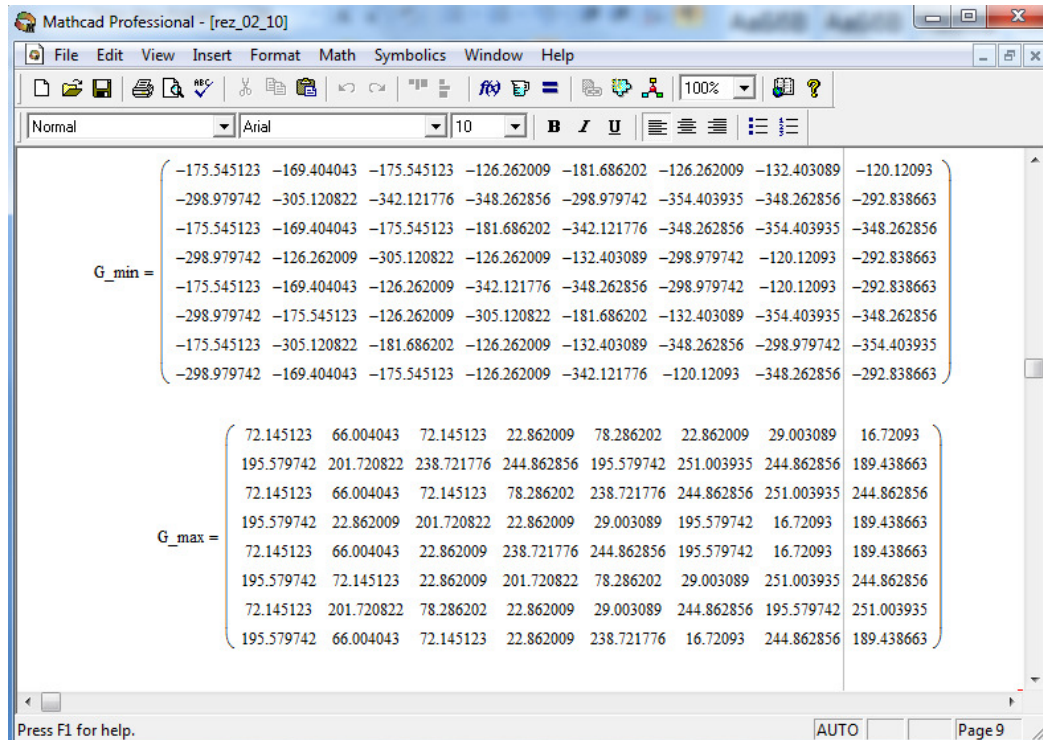 Mathcad Professional - [rez_02_10]
File Edit View Insert Format Math Symbolics Window Help
100%
Normal Arial 10 B I U
-175.545123 -169.404043 -175.545123 -126.262009 -181.686202 -126.262009 -132.403089 -120.12093
-298.979742 -305.120822 -342.121776 -348.262856 -298.979742 -354.403935 -348.262856 -292.838663
-175.545123 -169.404043 -175.545123 -181.686202 -342.121776 -348.262856 -354.403935 -348.262856
-298.979742 -126.262009 -305.120822 -126.262009 -132.403089 -298.979742 -120.12093 -292.838663
G_min =
-175.545123 -169.404043 -126.262009 -342.121776 -348.262856 -298.979742 -120.12093 -292.838663
-298.979742 -175.545123 -126.262009 -305.120822 -181.686202 -132.403089 -354.403935 -348.262856
-175.545123 -305.120822 -181.686202 -126.262009 -132.403089 -348.262856 -298.979742 -354.403935
-298.979742 -169.404043 -175.545123 -126.262009 -342.121776 -120.12093 -348.262856 -292.838663
72.145123 66.004043 72.145123 22.862009 78.286202 22.862009 29.003089 16.72093
195.579742 201.720822 238.721776 244.862856 195.579742 251.003935 244.862856 189.438663
72.145123 66.004043 72.145123 78.286202 238.721776 244.862856 251.003935 244.862856
195.579742 22.862009 201.720822 22.862009 29.003089 195.579742 16.72093 189.438663
G_max =
72.145123 66.004043 22.862009 238.721776 244.862856 195.579742 16.72093 189.438663
195.579742 72.145123 22.862009 201.720822 78.286202 29.003089 251.003935 244.862856
72.145123 201.720822 78.286202 22.862009 29.003089 244.862856 195.579742 251.003935
195.579742 66.004043 72.145123 22.862009 238.721776 16.72093 244.862856 189.438663
Press F1 for help. AUTO Page 9